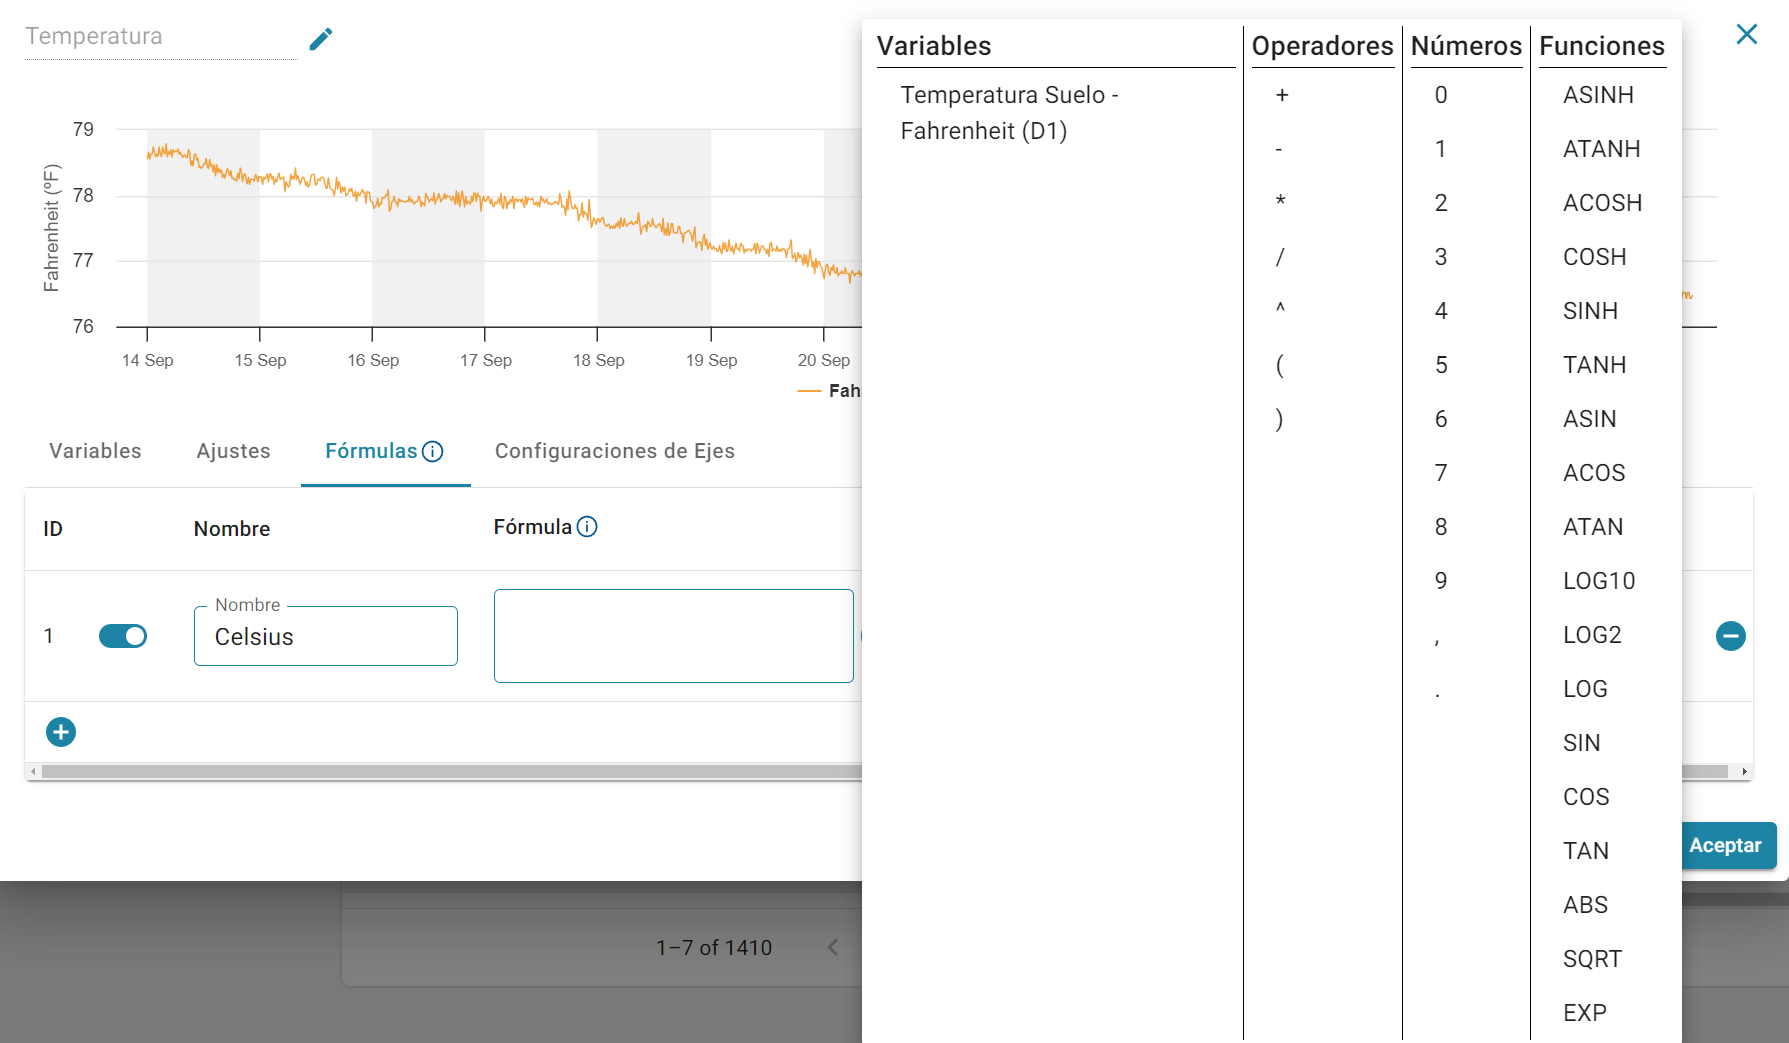 Temperatura
79
78
77
76
Fahrenheit (ºF)
14 Sep
15 Sep
16 Sep
17 Sep
18 Sep
19 Sep
20 Sep
Fah
Variables
Ajustes
Fórmulas
Configuraciones de Ejes
ID
Nombre
Fórmula
1
Nombre
Celsius
1–7 of 1410
Aceptar
Variables
Temperatura Suelo -
Fahrenheit (D1)
Operadores
+
-
*
/
^
(
)
Números
0
1
2
3
4
5
6
7
8
9
,
.
Funciones
ASINH
ATANH
ACOSH
COSH
SINH
TANH
ASIN
ACOS
ATAN
LOG10
LOG2
LOG
SIN
COS
TAN
ABS
SQRT
EXP